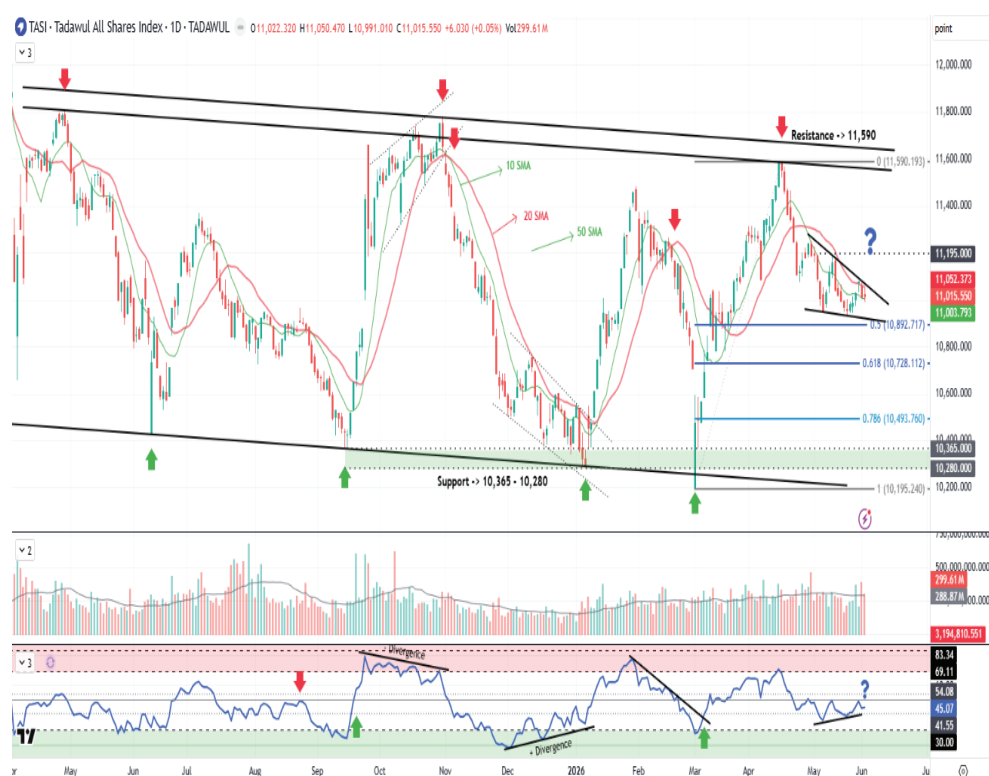 TASI · Tadawul All Shares Index · 1D · TADAWUL O11,022.320 H11,050.470 L10,991.010 C11,015.550 +6.030 (+0.05%) Vol299.61M
point
3
12,000.000
11,800.000
Resistance -> 11,590
11,600.000
0 (11,590.193)
10 SMA
11,400.000
20 SMA
50 SMA
?
11,195.000
11,052.373
11,015.550
11,003.793
0.5 (10,892.717)
10,800.000
0.618 (10,728.112)
10,600.000
0.786 (10,493.760)
10,400.000
10,365.000
10,280.000
Support -> 10,365 - 10,280
10,200.000
1 (10,195.240)
2
500,000,000.000
299.61M
288.87M
3,194,810.551
3
- Divergence
83.34
69.11
?
54.08
45.07
41.55
30.00
+ Divergence
May Jun Jul Aug Sep Oct Nov Dec 2026 Feb Mar Apr May Jun